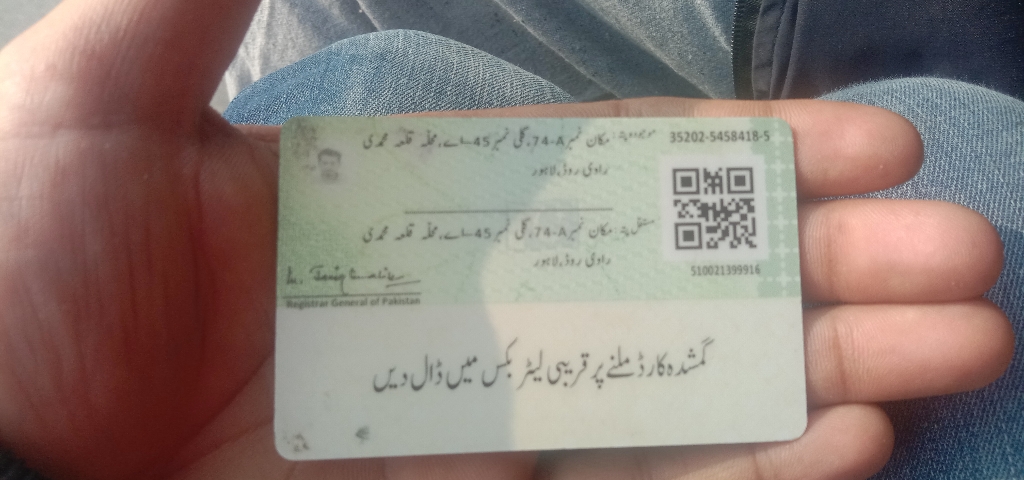 35202-5458418-5
موجودہ پتہ: مکان نمبر 74-A، گلی نمبر 45-اے، محلہ قلعہ محمدی
راوی روڈ، لاہور
مستقل پتہ: مکان نمبر 74-A، گلی نمبر 45-اے، محلہ قلعہ محمدی
راوی روڈ، لاہور
510021399916
Registrar General of Pakistan
گمشدہ کارڈ ملنے پر قریبی لیٹر بکس میں ڈال دیں